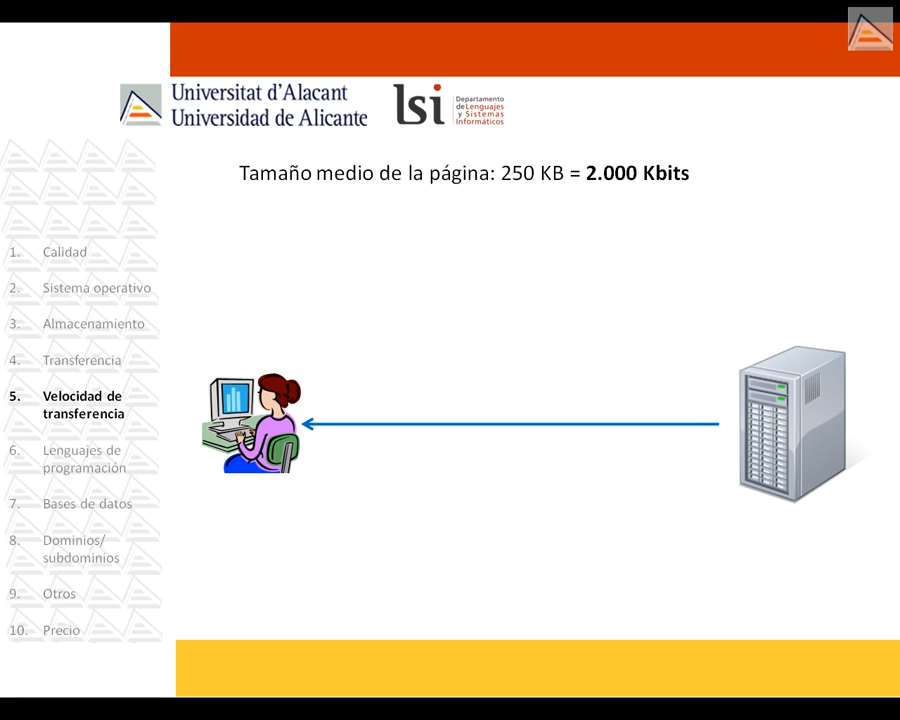 Universitat d'Alacant
Universidad de Alicante
lsi
Departamento
de Lenguajes
y Sistemas
Informáticos
Tamaño medio de la página: 250 KB = 2.000 Kbits
1. Calidad
2. Sistema operativo
3. Almacenamiento
4. Transferencia
5. Velocidad de
transferencia
6. Lenguajes de
programación
7. Bases de datos
8. Dominios/
subdominios
9. Otros
10. Precio